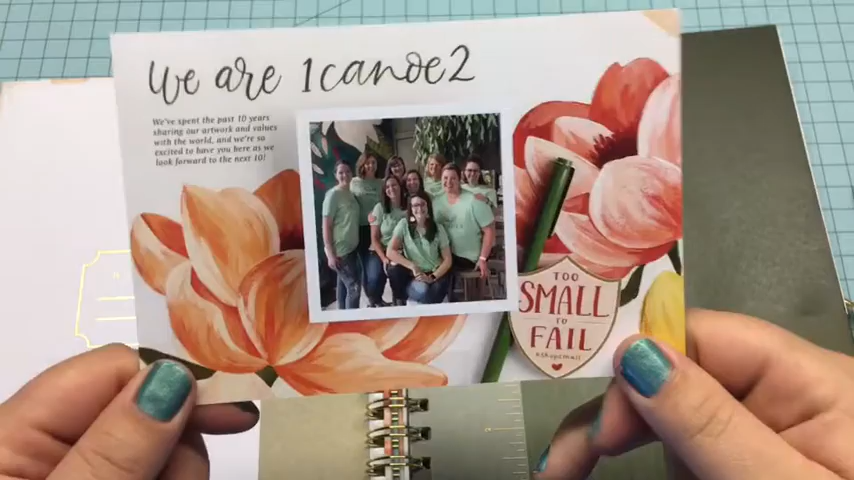 We are 1canoe2
We've spent the past 10 years
sharing our artwork and values
with the world, and we're so
excited to have you here as we
look forward to the next 10!
TOO
SMALL
TO
FAIL
#shopsmall